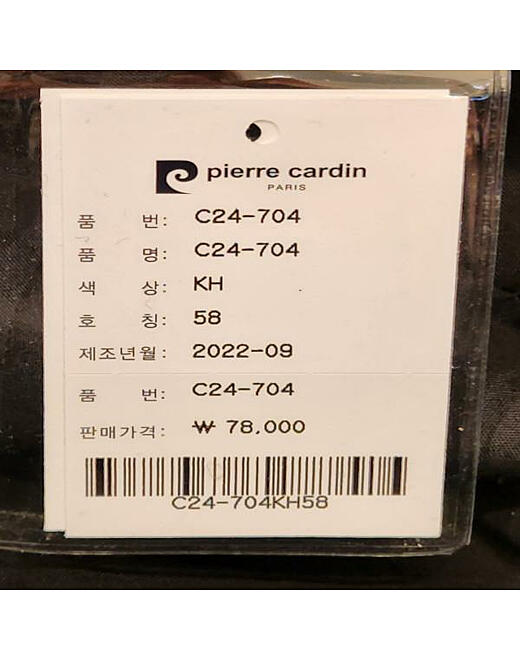 pierre cardin
PARIS
품 번: C24-704
품 명: C24-704
색 상: KH
호 칭: 58
제조년월: 2022-09
품 번: C24-704
판매가격: ₩ 78,000
C24-704KH58